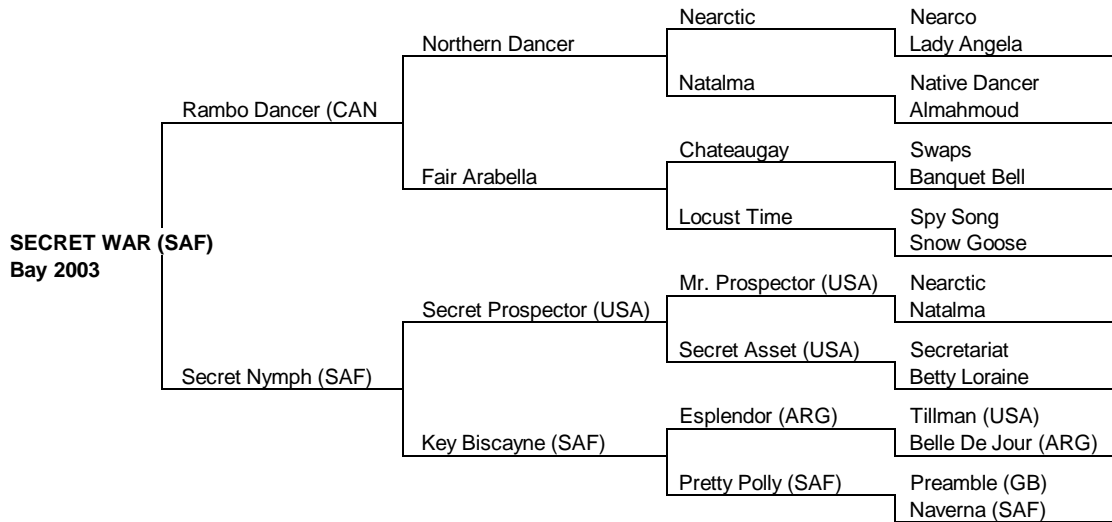 Nearctic Nearco
Northern Dancer Lady Angela
Natalma Native Dancer
Rambo Dancer (CAN Almahmoud
Chateaugay Swaps
Fair Arabella Banquet Bell
Locust Time Spy Song
SECRET WAR (SAF) Snow Goose
Bay 2003
Mr. Prospector (USA) Nearctic
Secret Prospector (USA) Natalma
Secret Asset (USA) Secretariat
Secret Nymph (SAF) Betty Loraine
Esplendor (ARG) Tillman (USA)
Key Biscayne (SAF) Belle De Jour (ARG)
Pretty Polly (SAF) Preamble (GB)
Naverna (SAF)